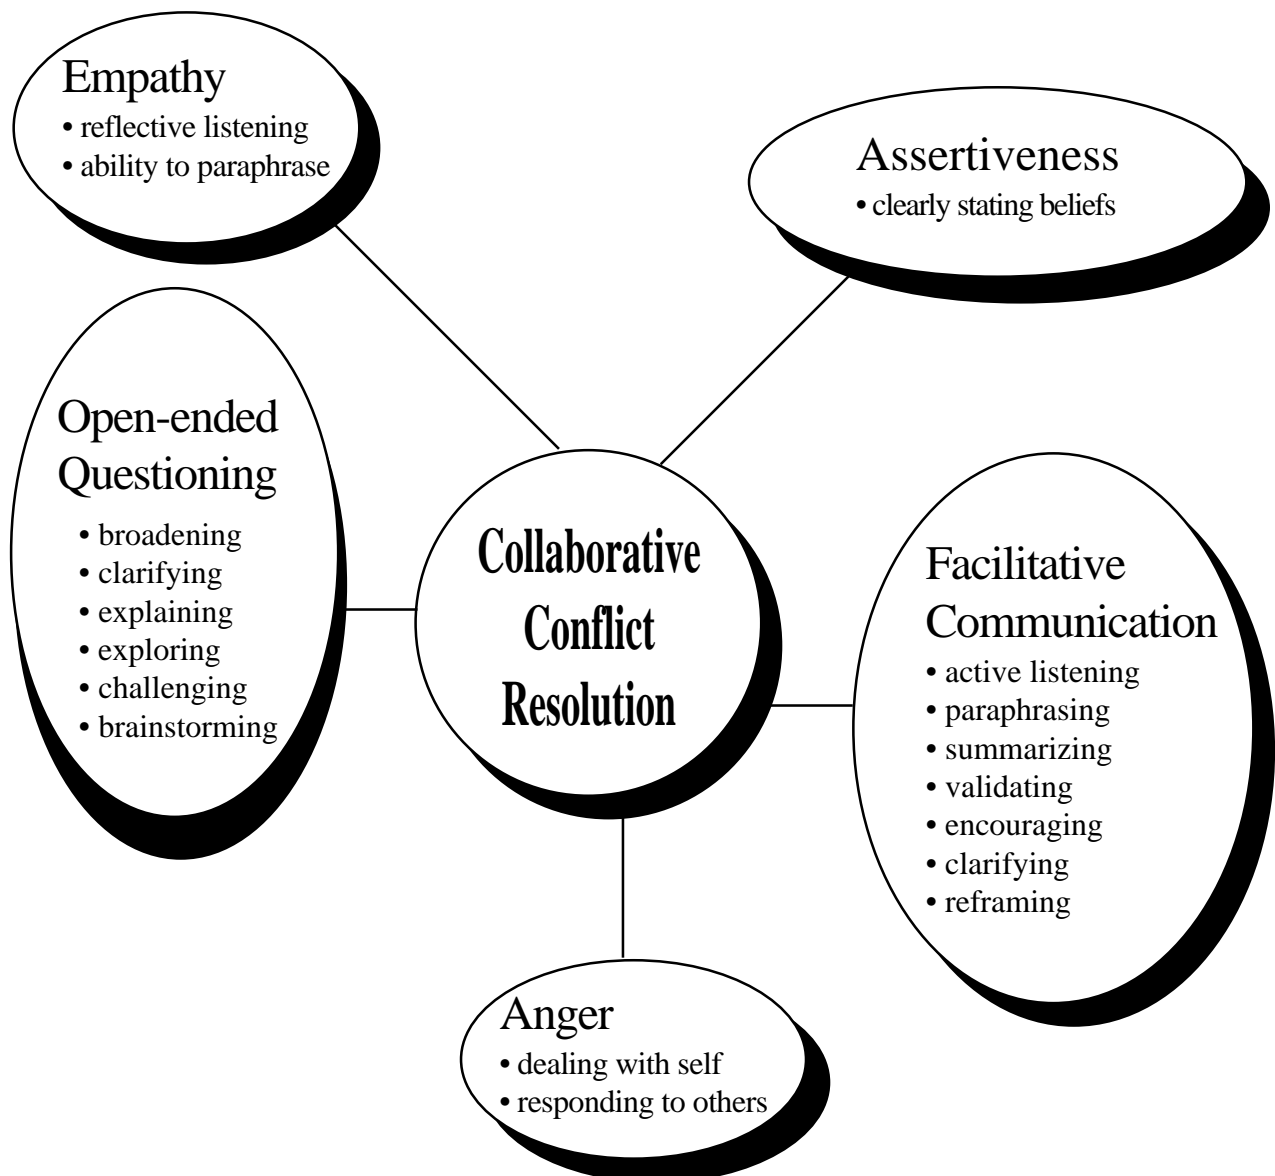 Empathy
• reflective listening
• ability to paraphrase
Assertiveness
• clearly stating beliefs
Open-ended
Questioning
• broadening
• clarifying
• explaining
• exploring
• challenging
• brainstorming
Collaborative
Conflict
Resolution
Facilitative
Communication
• active listening
• paraphrasing
• summarizing
• validating
• encouraging
• clarifying
• reframing
Anger
• dealing with self
• responding to others